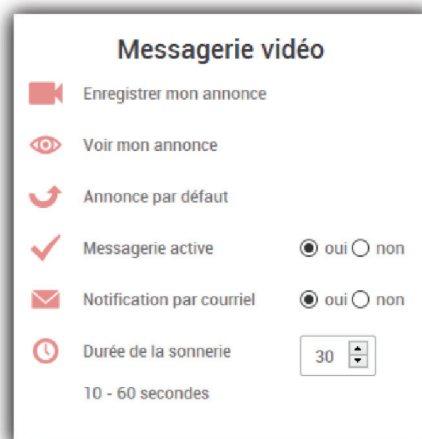 Messagerie vidéo
Enregistrer mon annonce
Voir mon annonce
Annonce par défaut
Messagerie active oui non
Notification par courriel oui non
Durée de la sonnerie 30
10 - 60 secondes